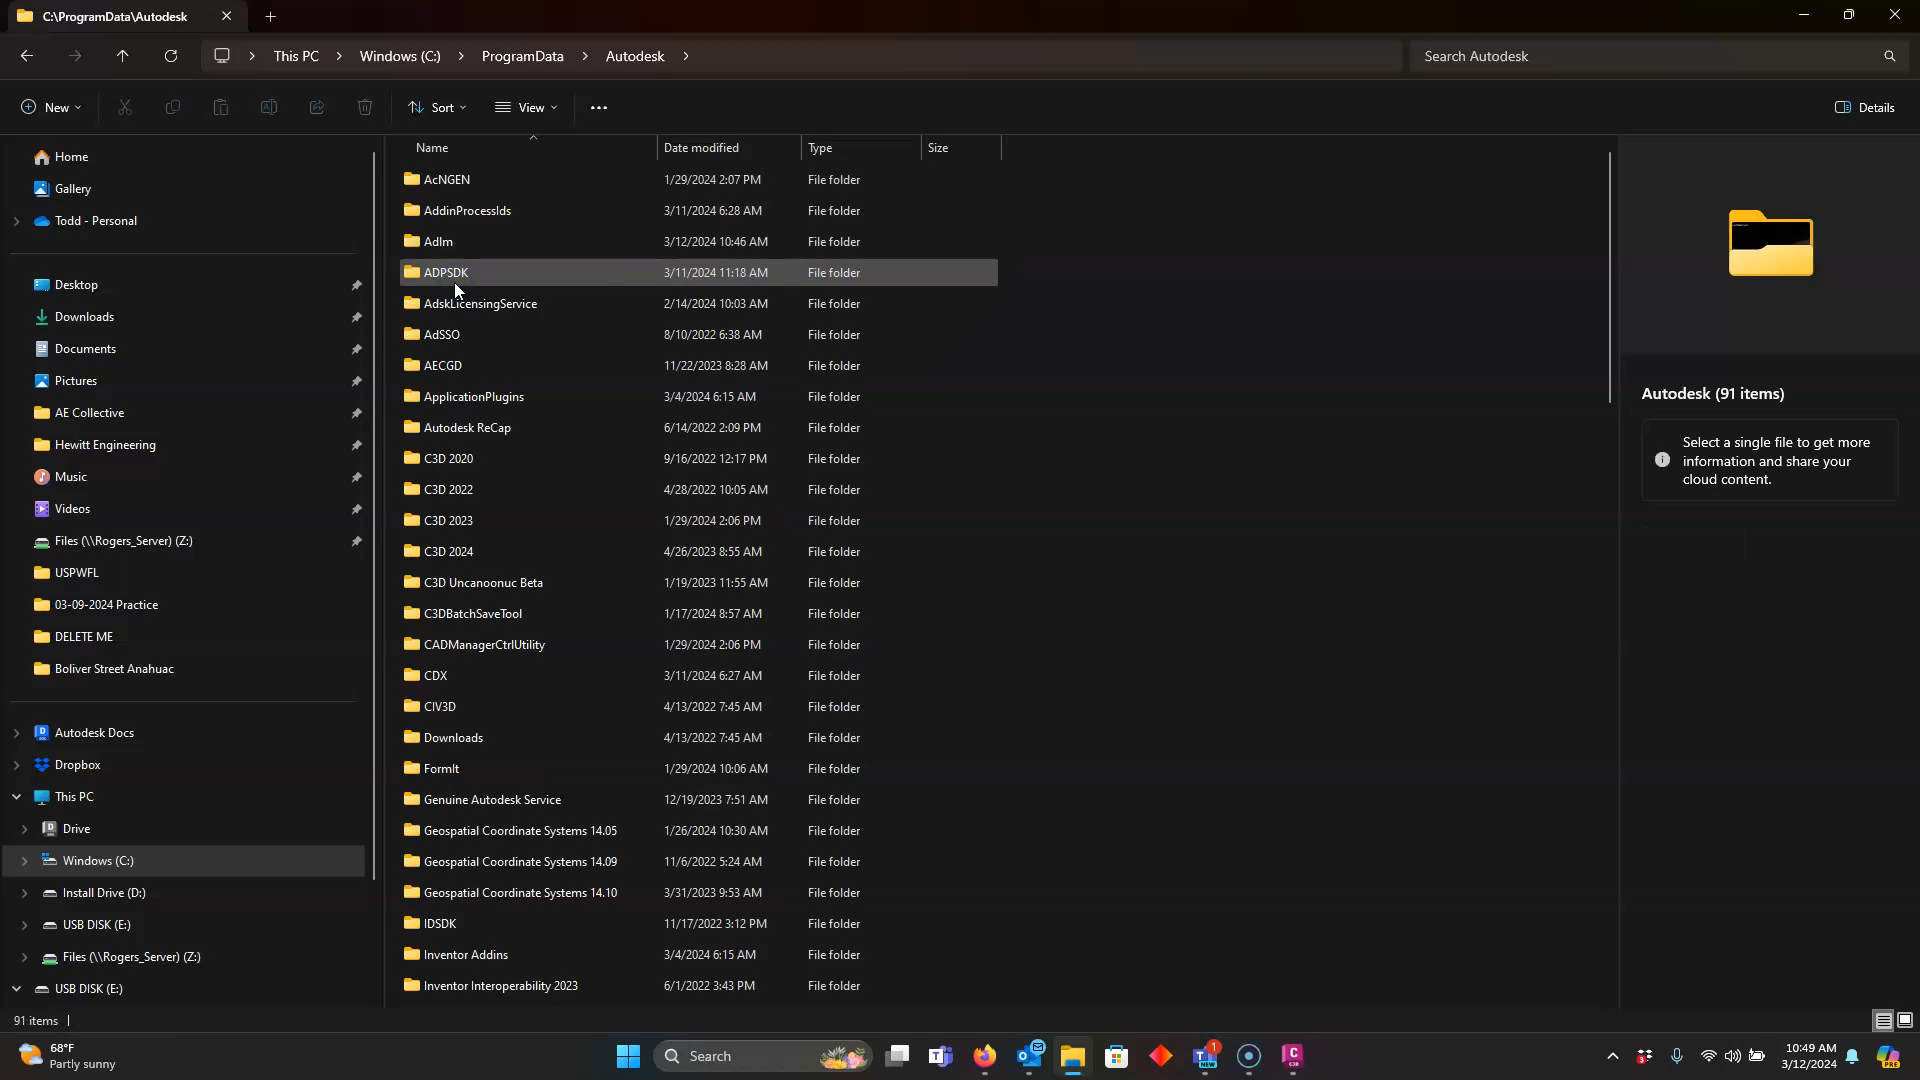 C:\ProgramData\Autodesk
This PC Windows (C:) ProgramData Autodesk
Search Autodesk
New Sort View Details
Name Date modified Type Size
Home
Gallery
Todd - Personal
Desktop
Downloads
Documents
Pictures
AE Collective
Hewitt Engineering
Music
Videos
Files (\\Rogers_Server) (Z:)
USPWFL
03-09-2024 Practice
DELETE ME
Boliver Street Anahuac
Autodesk Docs
Dropbox
This PC
Drive
Windows (C:)
Install Drive (D:)
USB DISK (E:)
Files (\\Rogers_Server) (Z:)
USB DISK (E:)
AcNGEN 1/29/2024 2:07 PM File folder
AddinProcessIds 3/11/2024 6:28 AM File folder
Adlm 3/12/2024 10:46 AM File folder
ADPSDK 3/11/2024 11:18 AM File folder
AdskLicensingService 2/14/2024 10:03 AM File folder
AdSSO 8/10/2022 6:38 AM File folder
AECGD 11/22/2023 8:28 AM File folder
ApplicationPlugins 3/4/2024 6:15 AM File folder
Autodesk ReCap 6/14/2022 2:09 PM File folder
C3D 2020 9/16/2022 12:17 PM File folder
C3D 2022 4/28/2022 10:05 AM File folder
C3D 2023 1/29/2024 2:06 PM File folder
C3D 2024 4/26/2023 8:55 AM File folder
C3D Uncanoonuc Beta 1/19/2023 11:55 AM File folder
C3DBatchSaveTool 1/17/2024 8:57 AM File folder
CADManagerCtrlUtility 1/29/2024 2:06 PM File folder
CDX 3/11/2024 6:27 AM File folder
CIV3D 4/13/2022 7:45 AM File folder
Downloads 4/13/2022 7:45 AM File folder
FormIt 1/29/2024 10:06 AM File folder
Genuine Autodesk Service 12/19/2023 7:51 AM File folder
Geospatial Coordinate Systems 14.05 1/26/2024 10:30 AM File folder
Geospatial Coordinate Systems 14.09 11/6/2022 5:24 AM File folder
Geospatial Coordinate Systems 14.10 3/31/2023 9:53 AM File folder
IDSDK 11/17/2022 3:12 PM File folder
Inventor Addins 3/4/2024 6:15 AM File folder
Inventor Interoperability 2023 6/1/2022 3:43 PM File folder
Autodesk (91 items)
Select a single file to get more
information and share your
cloud content.
91 items
68°F
Partly sunny
Search
10:49 AM
3/12/2024